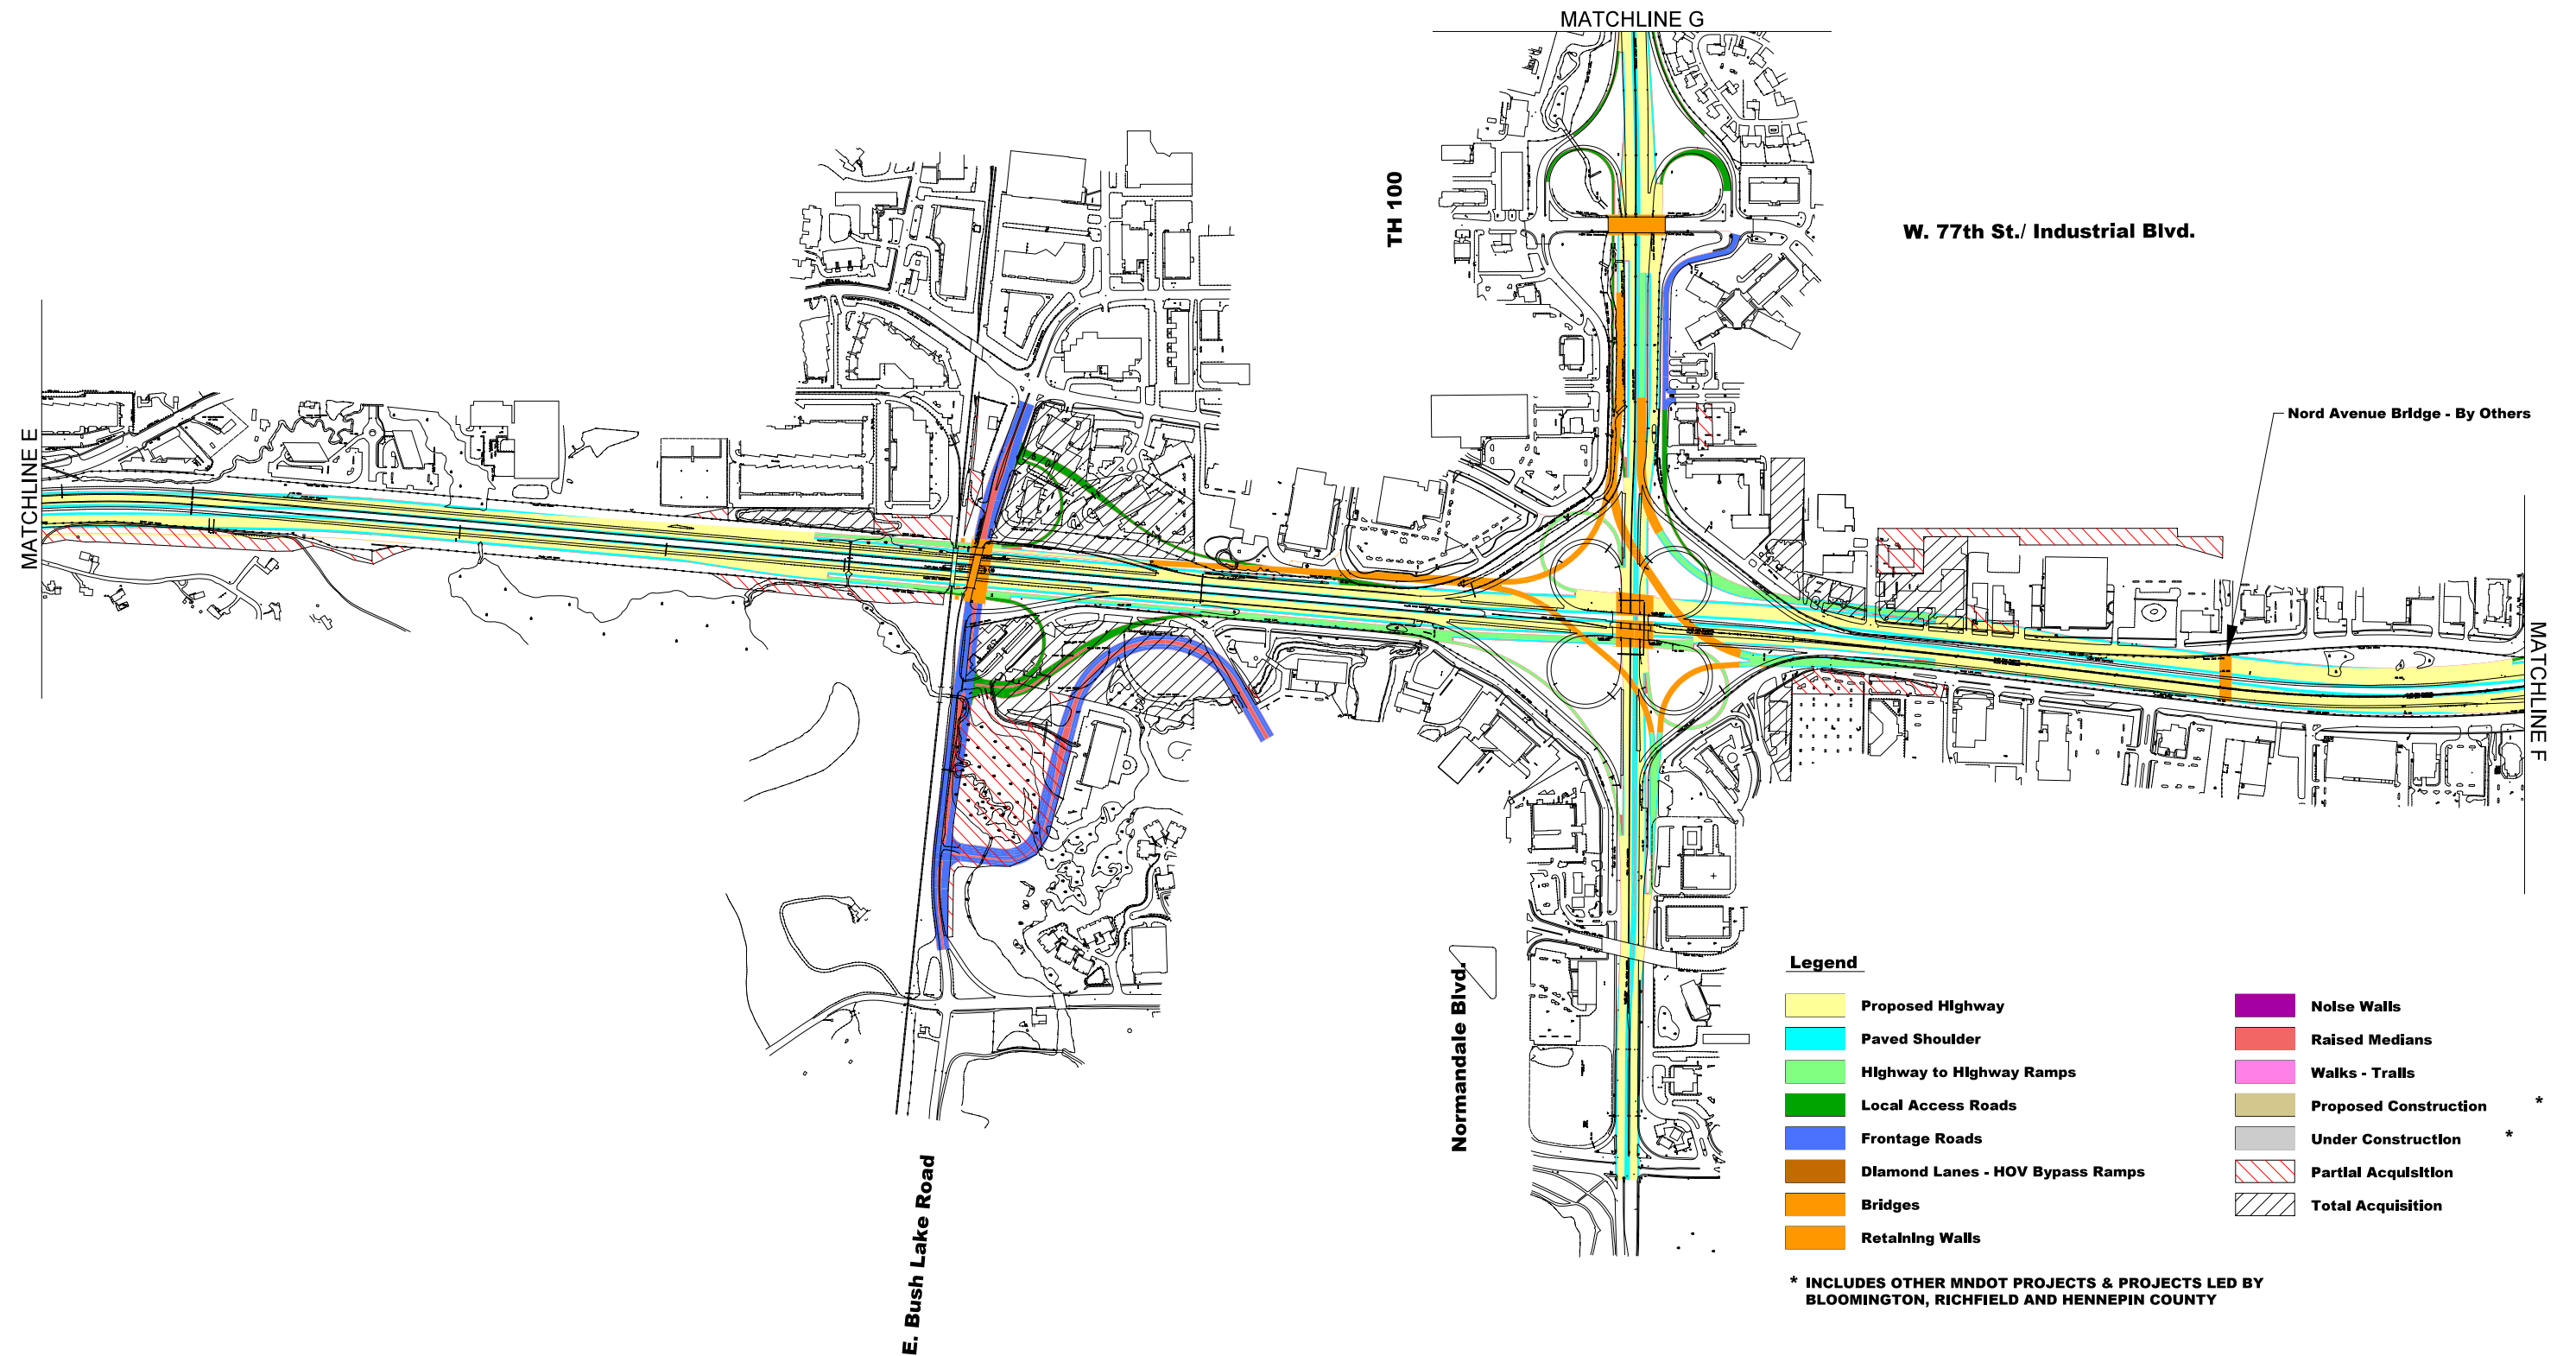 MATCHLINE G
TH 100
W. 77th St./ Industrial Blvd.
Nord Avenue Bridge - By Others
MATCHLINE E
MATCHLINE F
Normandale Blvd.
E. Bush Lake Road
Legend
Proposed Highway
Paved Shoulder
Highway to Highway Ramps
Local Access Roads
Frontage Roads
Diamond Lanes - HOV Bypass Ramps
Bridges
Retaining Walls
Noise Walls
Raised Medians
Walks - Trails
Proposed Construction *
Under Construction *
Partial Acquisition
Total Acquisition
* INCLUDES OTHER MNDOT PROJECTS & PROJECTS LED BY
BLOOMINGTON, RICHFIELD AND HENNEPIN COUNTY